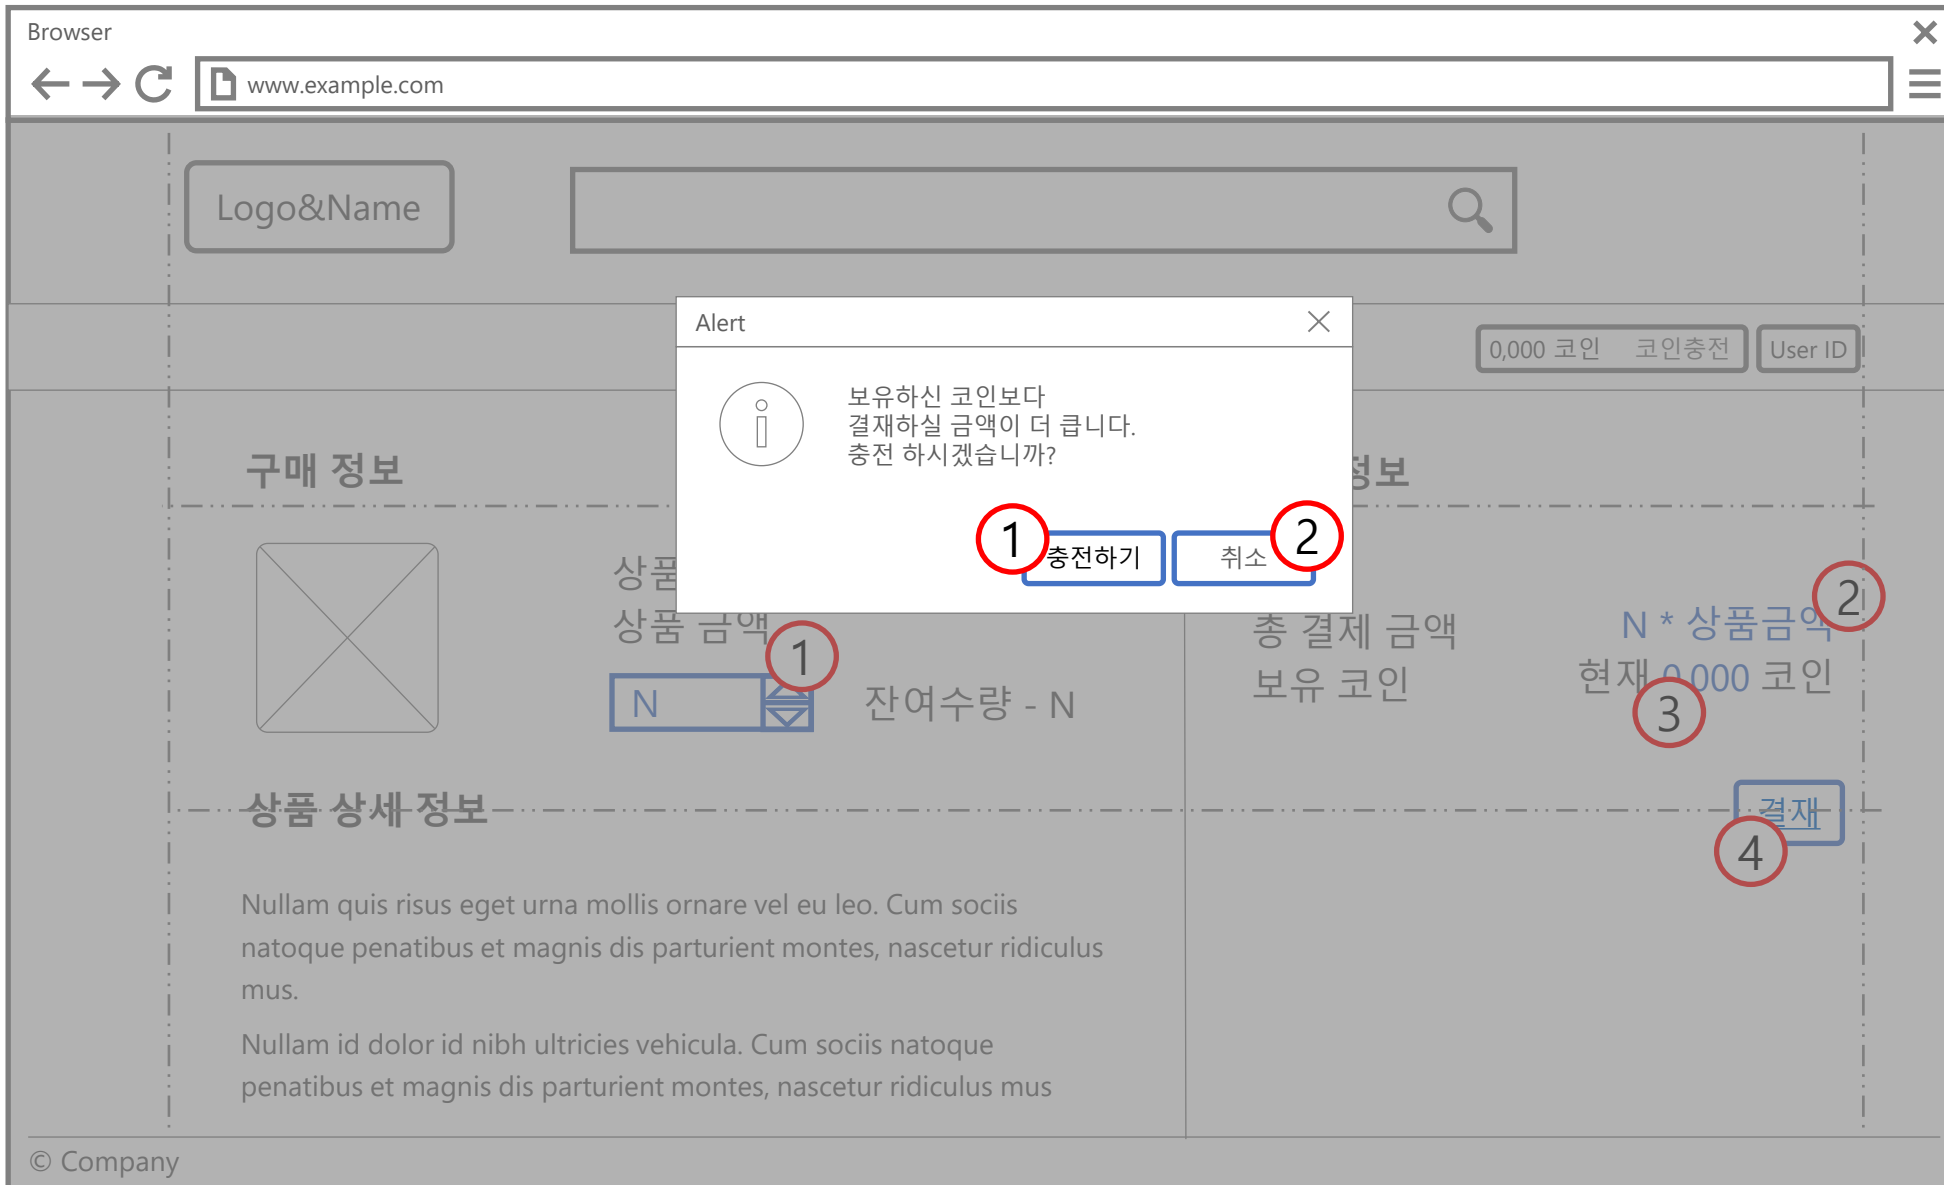 Browser
www.example.com
Logo&Name
0,000 코인 코인충전
User ID
Alert
보유하신 코인보다
결재하실 금액이 더 큽니다.
충전 하시겠습니까?
1 충전하기
취소 2
구매 정보
정보
상품
상품 금액
1
N
잔여수량 - N
총 결제 금액
N * 상품금액
2
보유 코인
현재 0,000 코인
3
상품 상세 정보
결재
4
Nullam quis risus eget urna mollis ornare vel eu leo. Cum sociis
natoque penatibus et magnis dis parturient montes, nascetur ridiculus
mus.
Nullam id dolor id nibh ultricies vehicula. Cum sociis natoque
penatibus et magnis dis parturient montes, nascetur ridiculus mus
© Company